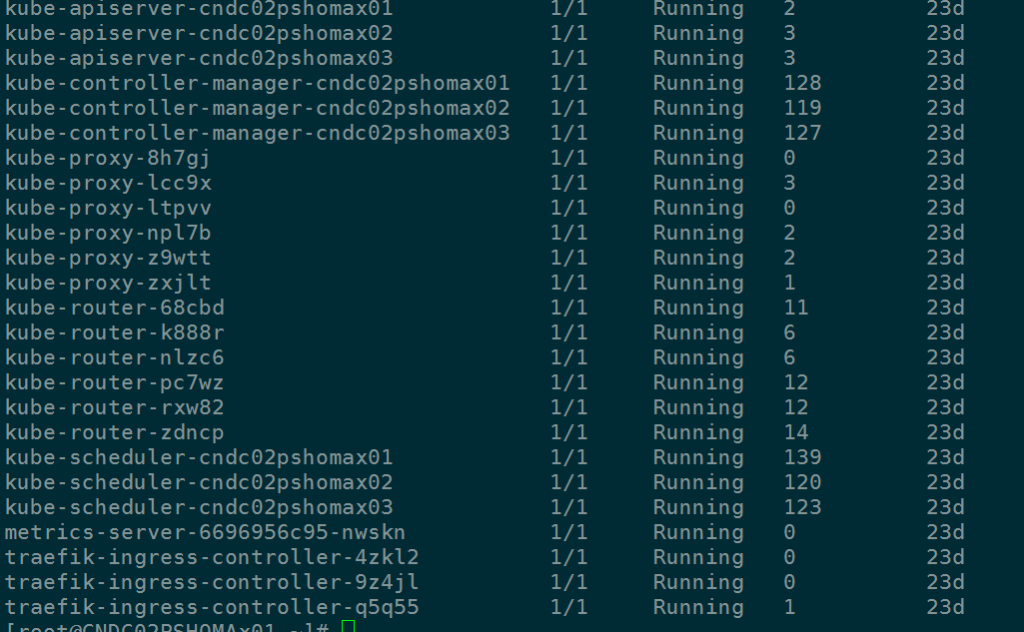 kube-apiserver-cndc02pshomax01 1/1 Running 2 23d
kube-apiserver-cndc02pshomax02 1/1 Running 3 23d
kube-apiserver-cndc02pshomax03 1/1 Running 3 23d
kube-controller-manager-cndc02pshomax01 1/1 Running 128 23d
kube-controller-manager-cndc02pshomax02 1/1 Running 119 23d
kube-controller-manager-cndc02pshomax03 1/1 Running 127 23d
kube-proxy-8h7gj 1/1 Running 0 23d
kube-proxy-lcc9x 1/1 Running 3 23d
kube-proxy-ltpvv 1/1 Running 0 23d
kube-proxy-npl7b 1/1 Running 2 23d
kube-proxy-z9wtt 1/1 Running 2 23d
kube-proxy-zxjlt 1/1 Running 1 23d
kube-router-68cbd 1/1 Running 11 23d
kube-router-k888r 1/1 Running 6 23d
kube-router-nlzc6 1/1 Running 6 23d
kube-router-pc7wz 1/1 Running 12 23d
kube-router-rxw82 1/1 Running 12 23d
kube-router-zdncp 1/1 Running 14 23d
kube-scheduler-cndc02pshomax01 1/1 Running 139 23d
kube-scheduler-cndc02pshomax02 1/1 Running 120 23d
kube-scheduler-cndc02pshomax03 1/1 Running 123 23d
metrics-server-6696956c95-nwskn 1/1 Running 0 23d
traefik-ingress-controller-4zkl2 1/1 Running 0 23d
traefik-ingress-controller-9z4jl 1/1 Running 0 23d
traefik-ingress-controller-q5q55 1/1 Running 1 23d
[root@CNDC02PSHOMAx01 ~]#